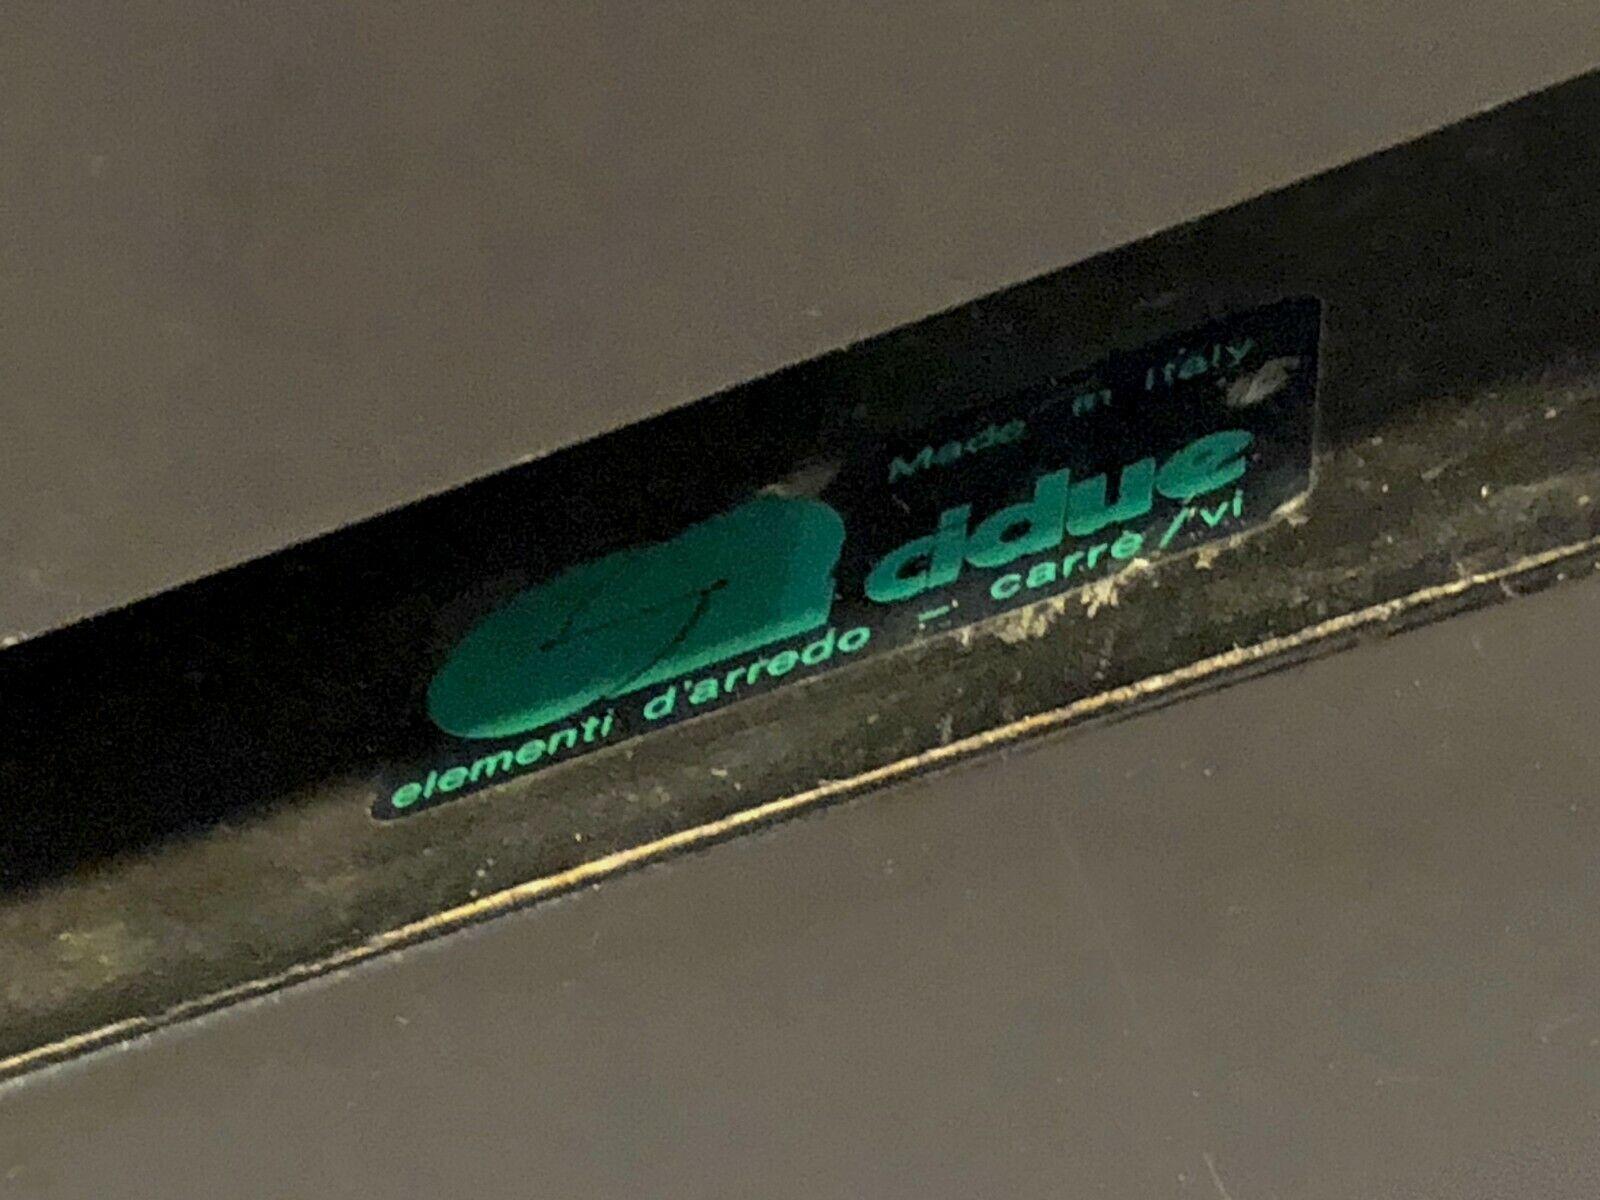 Made in Italy
cidue
elementi d'arredo – carrè/vi